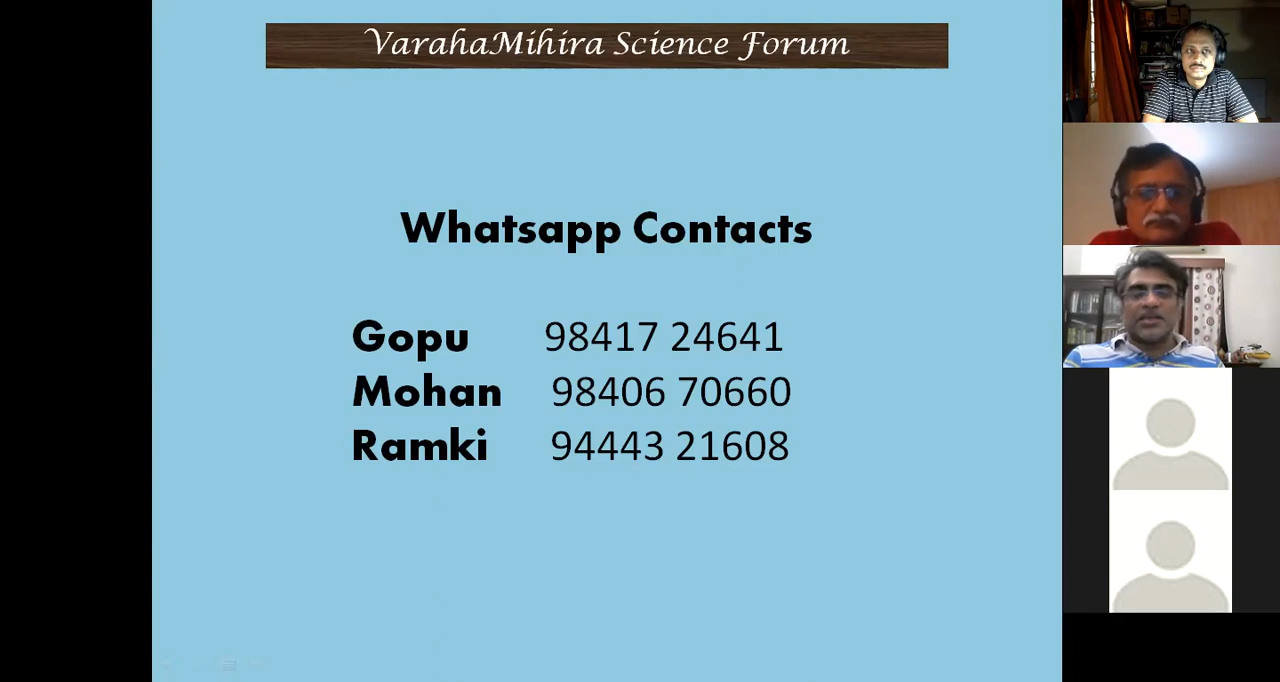 VarahaMihira Science Forum
Whatsapp Contacts
Gopu 98417 24641
Mohan 98406 70660
Ramki 94443 21608